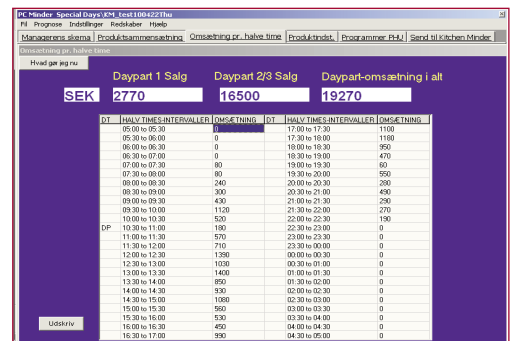 PC Minder Special Days\KM_test100422Thu
Fil Prognose Indstillinger Redskaber Hjælp
Managerens skema Produktsammensætning Omsætning pr. halve time Produktindst. Programmer PHU Send til Kitchen Minder
Omsætning pr. halve time
Hvad gør jeg nu
Daypart 1 Salg Daypart 2/3 Salg Daypart-omsætning i alt
SEK 2770 16500 19270
DT HALV TIMES-INTERVALLER OMSÆTNING DT HALV TIMES-INTERVALLER OMSÆTNING
05:00 to 05:30 0 17:00 to 17:30 1100
05:30 to 06:00 0 17:30 to 18:00 1180
06:00 to 06:30 0 18:00 to 18:30 950
06:30 to 07:00 0 18:30 to 19:00 470
07:00 to 07:30 80 19:00 to 19:30 60
07:30 to 08:00 80 19:30 to 20:00 550
08:00 to 08:30 240 20:00 to 20:30 280
08:30 to 09:00 300 20:30 to 21:00 490
09:00 to 09:30 430 21:00 to 21:30 290
09:30 to 10:00 1120 21:30 to 22:00 270
10:00 to 10:30 520 22:00 to 22:30 190
DP 10:30 to 11:00 180 22:30 to 23:00 0
11:00 to 11:30 570 23:00 to 23:30 0
11:30 to 12:00 710 23:30 to 00:00 0
12:00 to 12:30 1390 00:00 to 00:30 0
12:30 to 13:00 1030 00:30 to 01:00 0
13:00 to 13:30 1400 01:00 to 01:30 0
13:30 to 14:00 850 01:30 to 02:00 0
14:00 to 14:30 930 02:00 to 02:30 0
14:30 to 15:00 1080 02:30 to 03:00 0
15:00 to 15:30 560 03:00 to 03:30 0
15:30 to 16:00 530 03:30 to 04:00 0
16:00 to 16:30 450 04:00 to 04:30 0
16:30 to 17:00 990 04:30 to 05:00 0
Udskriv